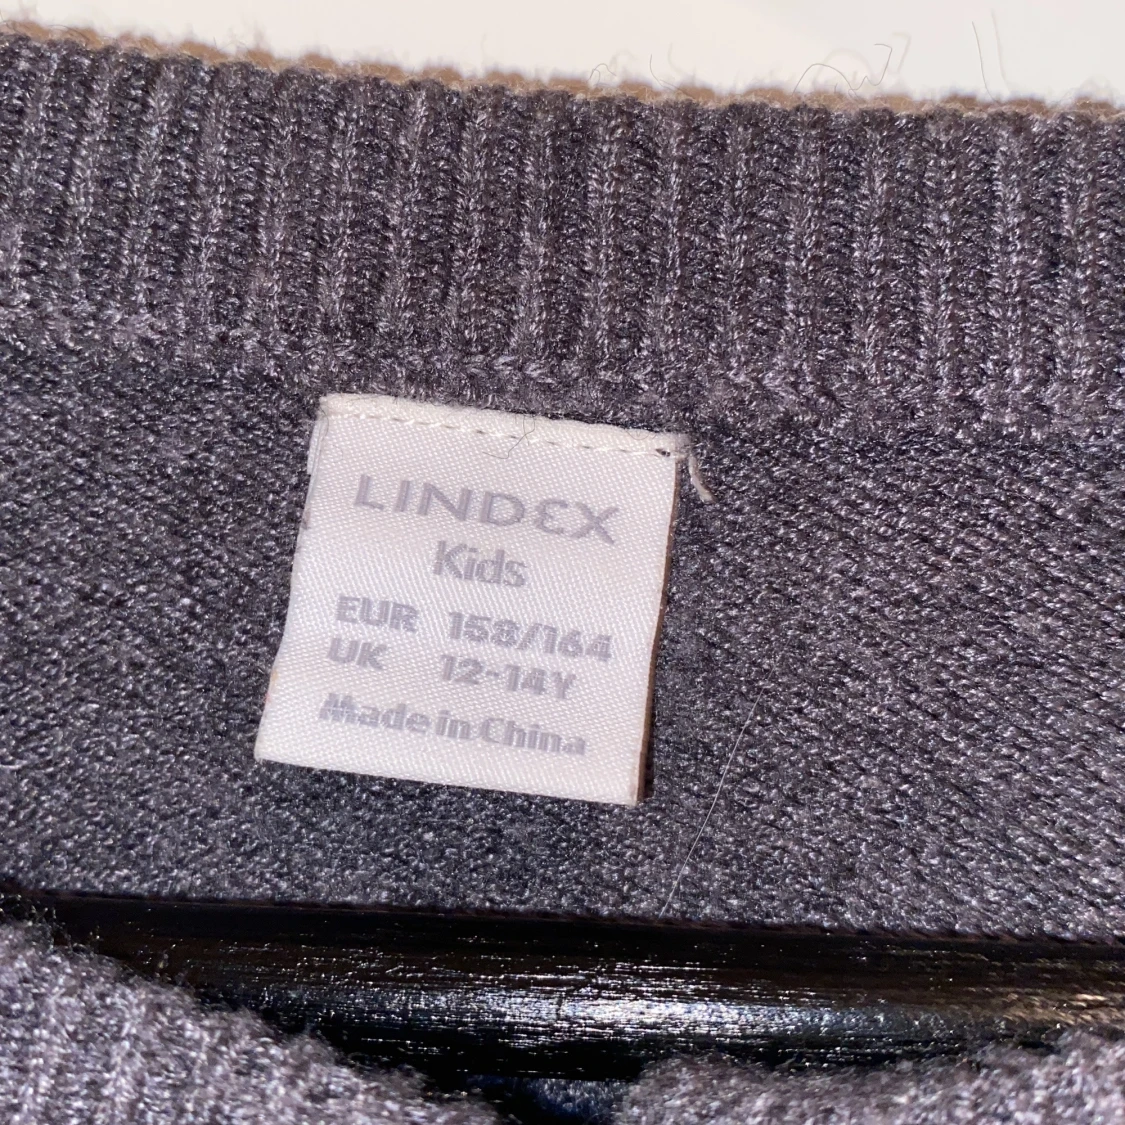 LINDEX
Kids
EUR 158/164
UK 12-14Y
Made in China